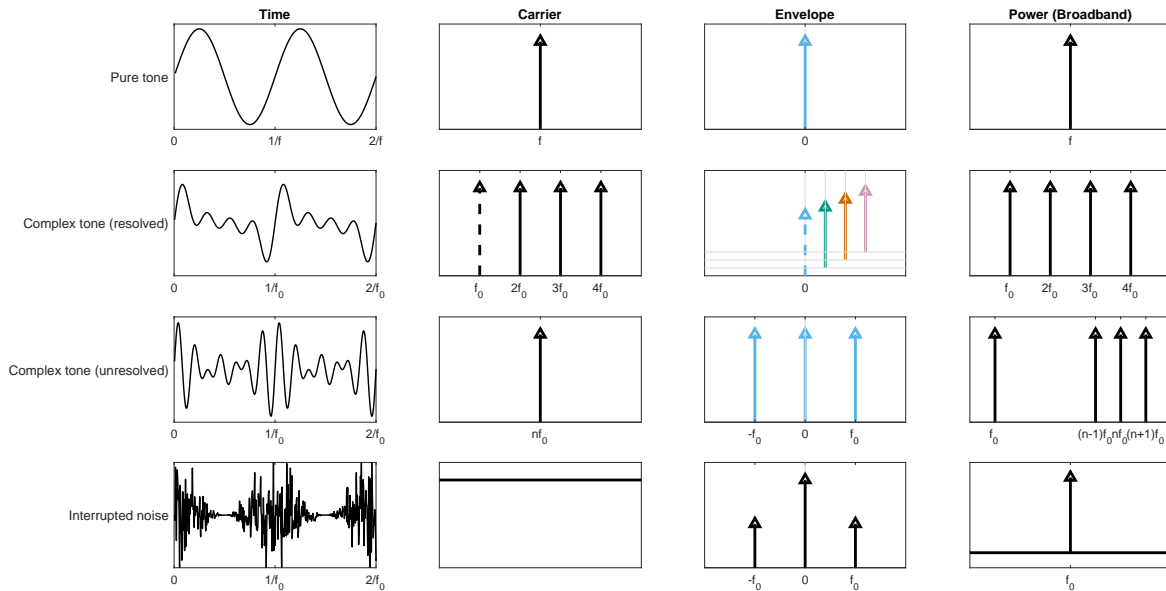 Time Carrier Envelope Power (Broadband)
Pure tone
0 1/f 2/f f 0 f
Complex tone (resolved)
0 1/f₀ 2/f₀ f₀ 2f₀ 3f₀ 4f₀ 0 f₀ 2f₀ 3f₀ 4f₀
Complex tone (unresolved)
0 1/f₀ 2/f₀ nf₀ -f₀ 0 f₀ f₀ (n-1)f₀ nf₀ (n+1)f₀
Interrupted noise
0 1/f₀ 2/f₀ -f₀ 0 f₀ f₀